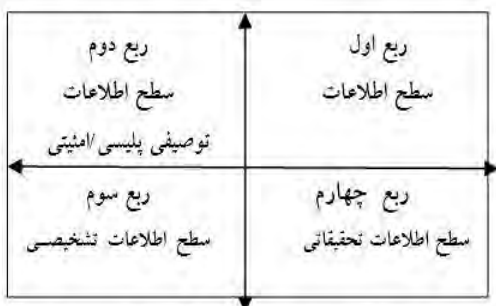 ربع اول
سطح اطلاعات
ربع دوم
سطح اطلاعات
توصیفی پلیسی/امنیتی
ربع سوم
سطح اطلاعات تشخیصی
ربع چهارم
سطح اطلاعات تحقیقاتی